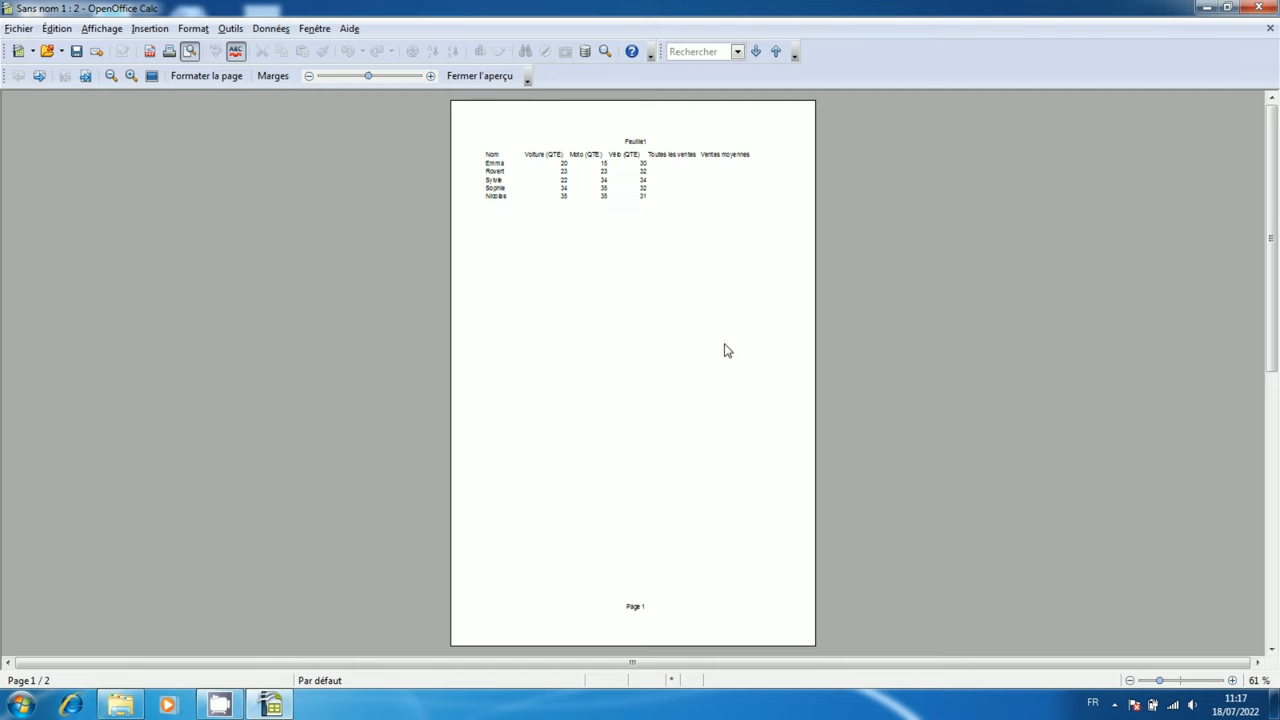 Sans nom 1 : 2 - OpenOffice Calc
Fichier Édition Affichage Insertion Format Outils Données Fenêtre Aide
ABC Rechercher
Formater la page Marges Fermer l'aperçu
Feuille1
Nom Voiture (QTE) Moto (QTE) Vélo (QTE) Toutes les ventes Ventes moyennes
Emma 20 15 30
Rovert 23 23 32
Sylvie 22 34 34
Sophie 34 35 32
Nicolas 35 35 31
Page 1
Page 1 / 2 Par défaut * 61 %
FR 11:17
18/07/2022